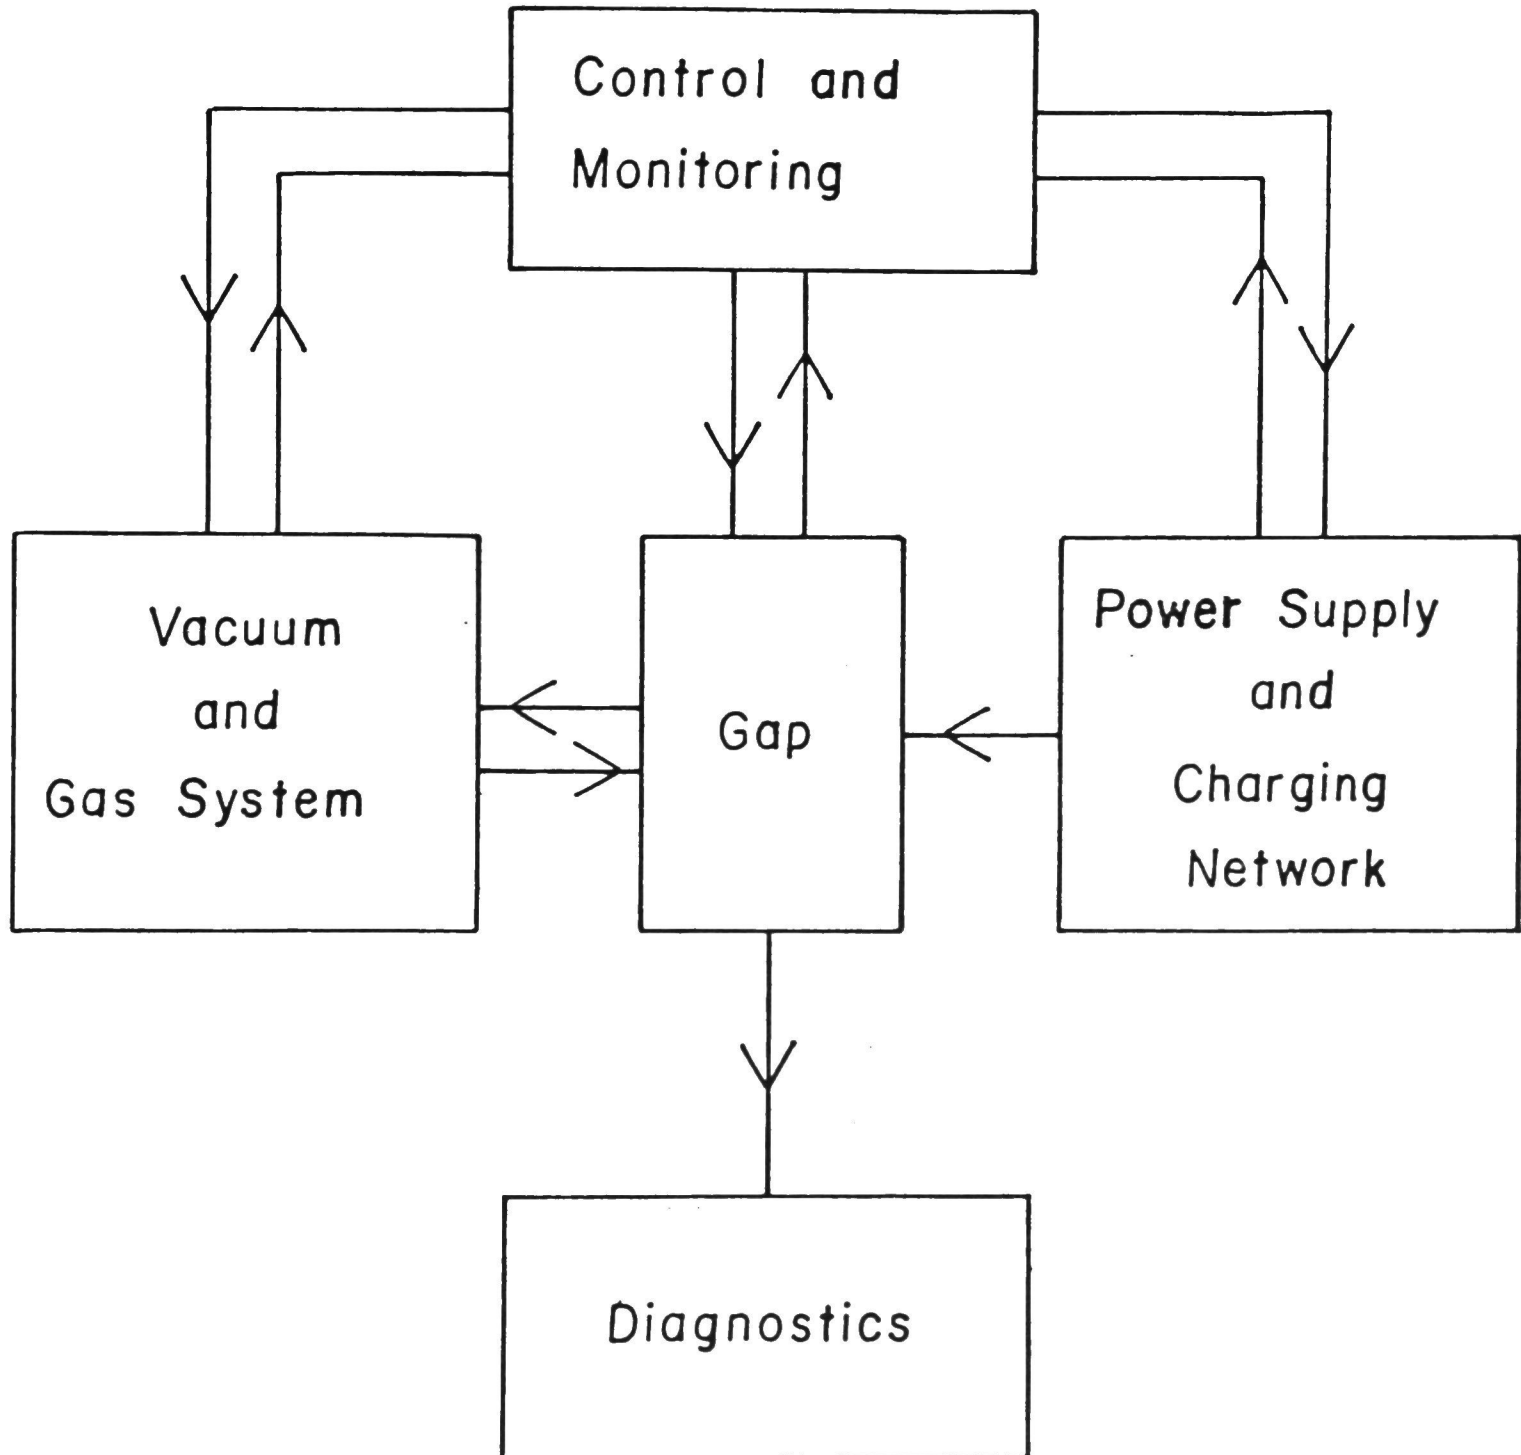 Control and
Monitoring
Vacuum
and
Gas System
Gap
Power Supply
and
Charging
Network
Diagnostics